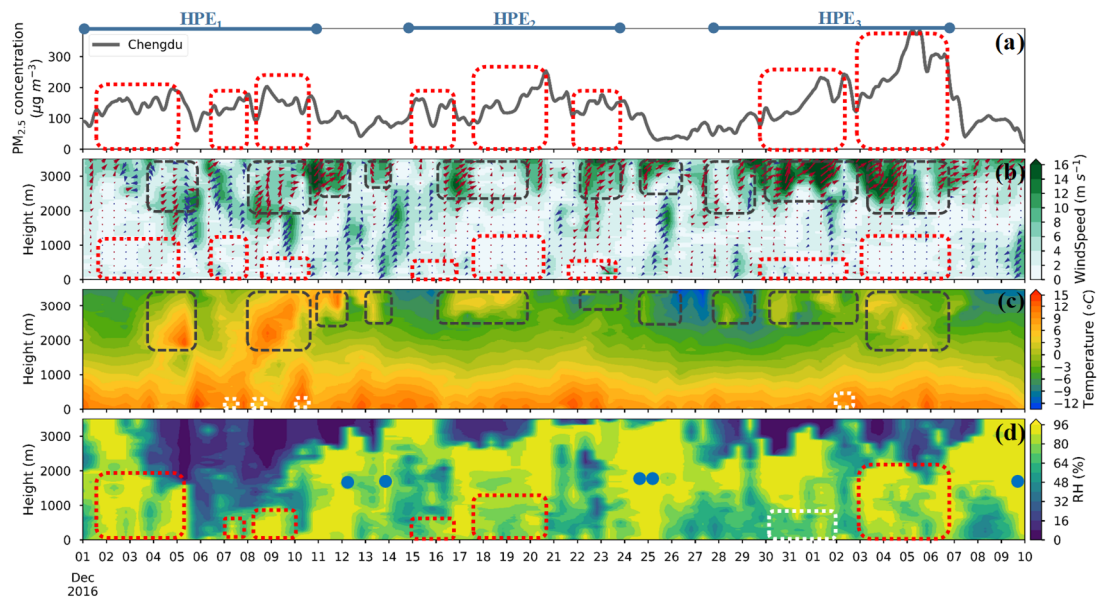 HPE1 HPE2 HPE3
PM2.5 concentration
(μg m−3)
300
200
100
0
Chengdu
(a)
Height (m)
3000
2000
1000
0
(b)
16
14
12
10
8
6
4
2
0
WindSpeed (m s−1)
Height (m)
3000
2000
1000
0
(c)
15
12
9
6
3
0
−3
−6
−9
−12
Temperature (∘C)
Height (m)
3000
2000
1000
0
(d)
96
80
64
48
32
16
0
RH (%)
01 02 03 04 05 06 07 08 09 10 11 12 13 14 15 16 17 18 19 20 21 22 23 24 25 26 27 28 29 30 31 01 02 03 04 05 06 07 08 09 10
Dec
2016